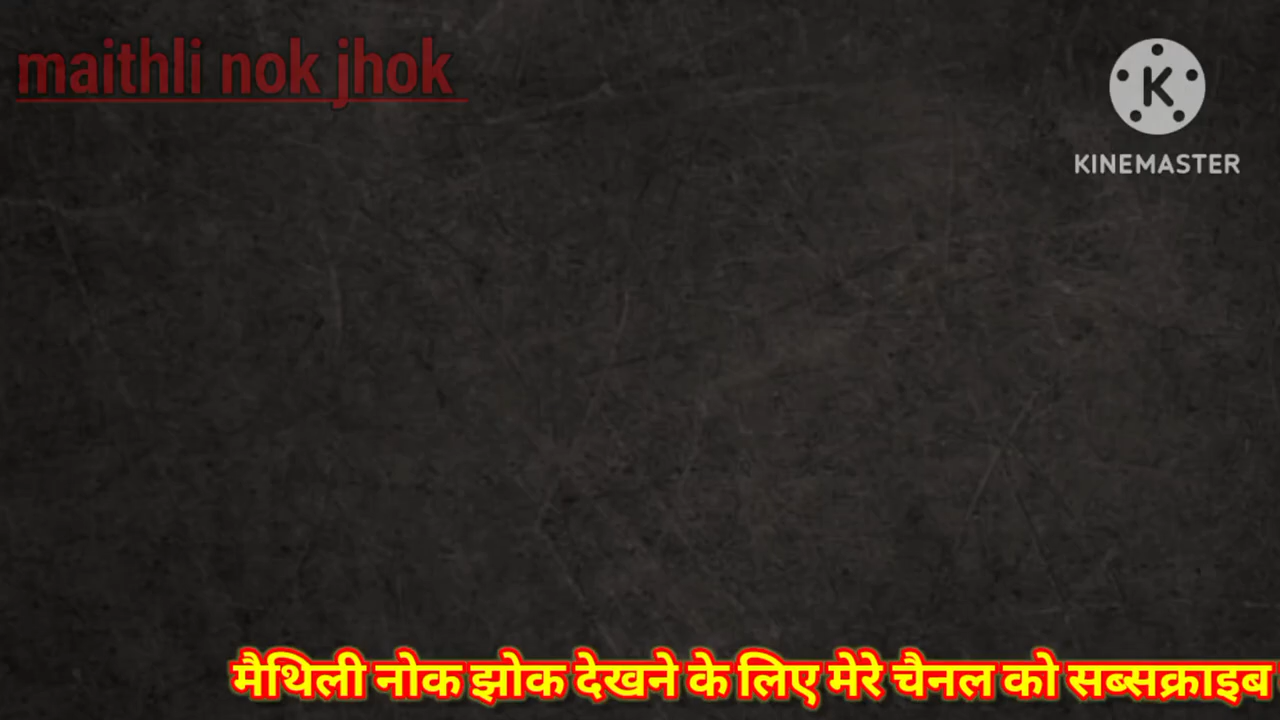 maithli nok jhok
K
KINEMASTER
मैथिली नोक झोक देखने के लिए मेरे चैनल को सब्सक्राइब